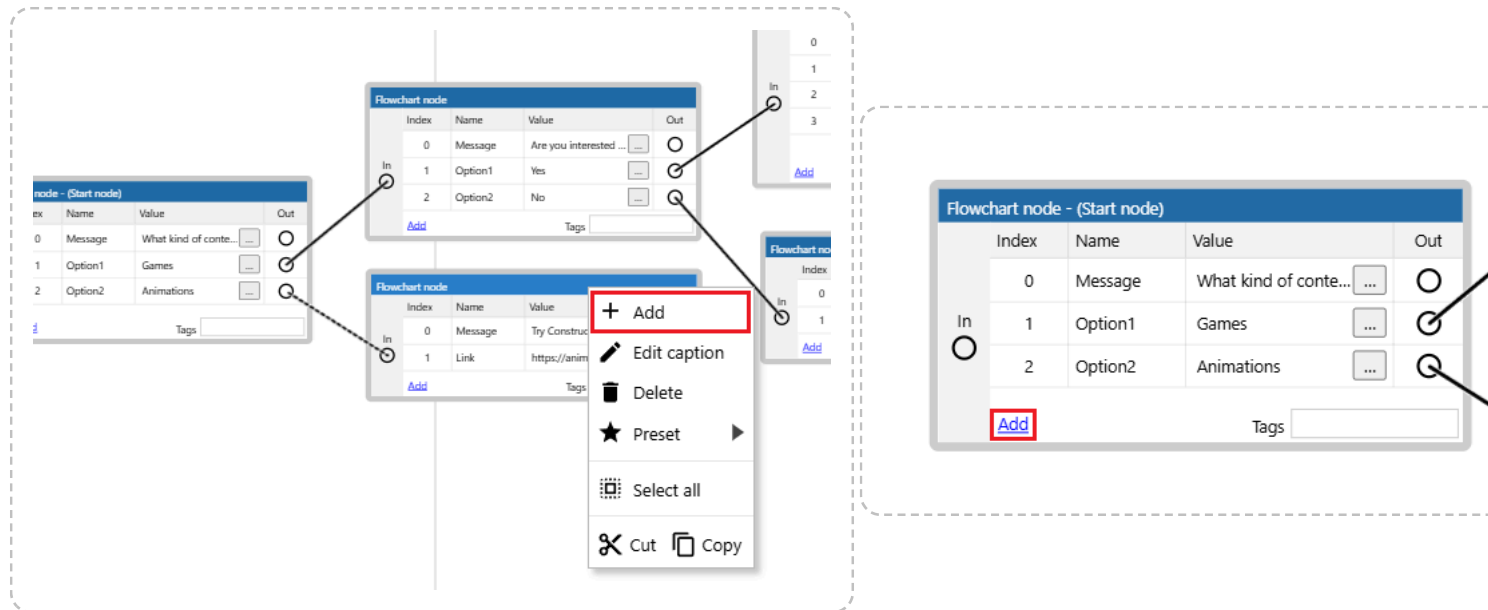 0
1
In
2
3
Add
Flowchart node
Index Name Value Out
0 Message Are you interested ... ...
In
1 Option1 Yes ...
2 Option2 No ...
Add Tags
node - (Start node)
ex Name Value Out
0 Message What kind of conte... ...
1 Option1 Games ...
2 Option2 Animations ...
Tags
Flowchart no
Index
0
In
1
Add
Flowchart node
Index Name Value
0 Message Try Construc
In
1 Link https://anim
Add Tags
Add
Edit caption
Delete
Preset
Select all
Cut Copy
Flowchart node - (Start node)
Index Name Value Out
0 Message What kind of conte... ...
In
1 Option1 Games ...
2 Option2 Animations ...
Add Tags